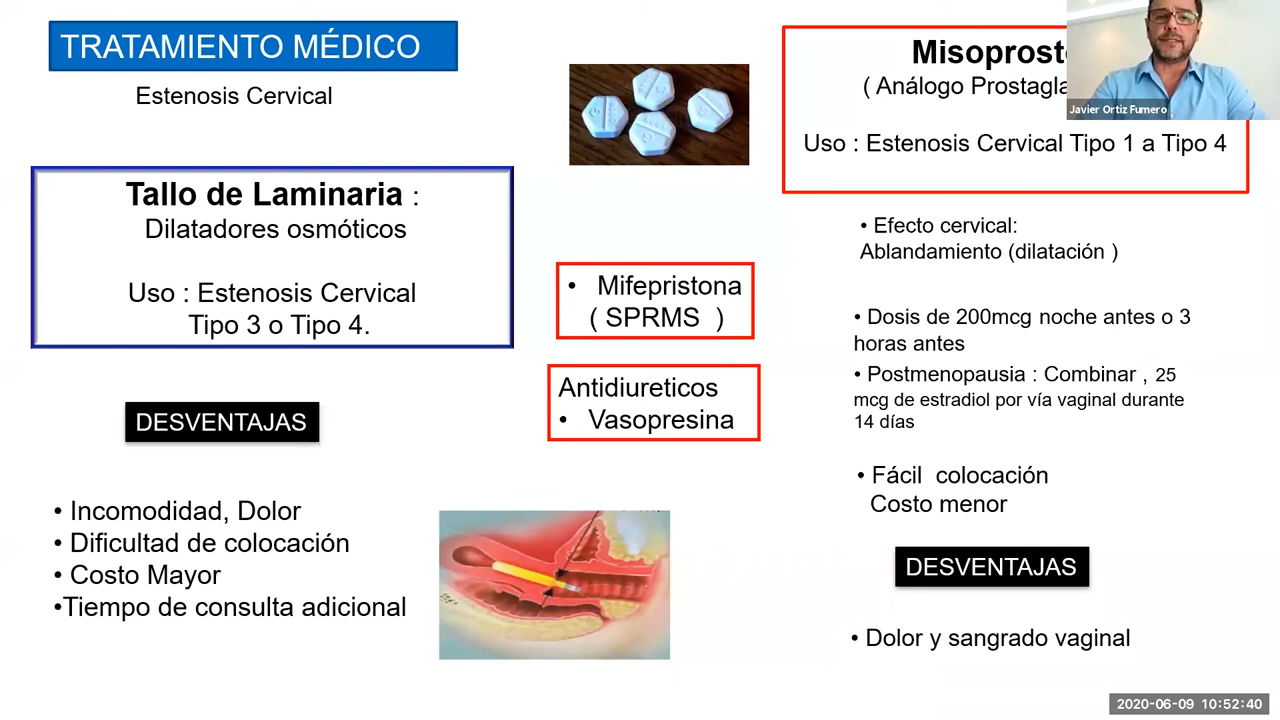 TRATAMIENTO MÉDICO
Estenosis Cervical
Tallo de Laminaria :
Dilatadores osmóticos
Uso : Estenosis Cervical
Tipo 3 o Tipo 4.
DESVENTAJAS
• Incomodidad, Dolor
• Dificultad de colocación
• Costo Mayor
•Tiempo de consulta adicional
• Mifepristona
( SPRMS )
Antidiureticos
• Vasopresina
( Análogo
Javier Ortiz Fumero
Uso : Estenosis Cervical Tipo 1 a Tipo 4
• Efecto cervical:
Ablandamiento (dilatación )
• Dosis de 200mcg noche antes o 3
horas antes
• Postmenopausia : Combinar , 25
mcg de estradiol por vía vaginal durante
14 días
• Fácil colocación
Costo menor
DESVENTAJAS
• Dolor y sangrado vaginal
2020-06-09 10:52:40